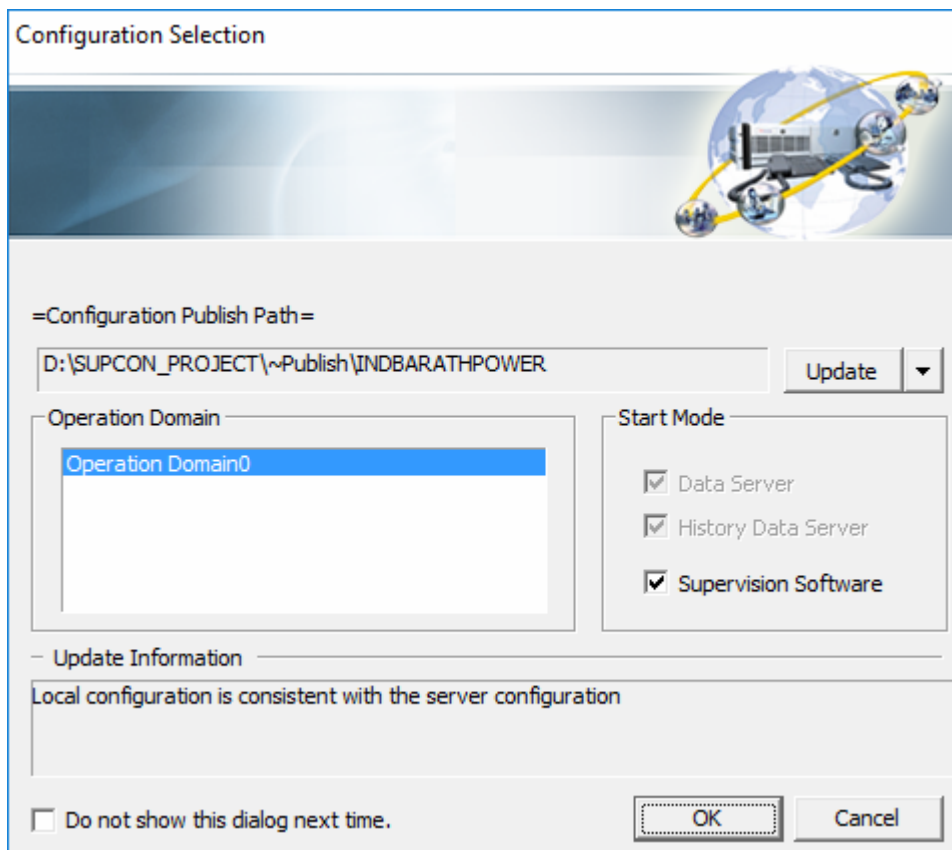 Configuration Selection
=Configuration Publish Path=
D:\SUPCON_PROJECT\~Publish\INDBARATHPOWER
Update
Operation Domain
Operation Domain0
Start Mode
Data Server
History Data Server
Supervision Software
Update Information
Local configuration is consistent with the server configuration
Do not show this dialog next time.
OK
Cancel